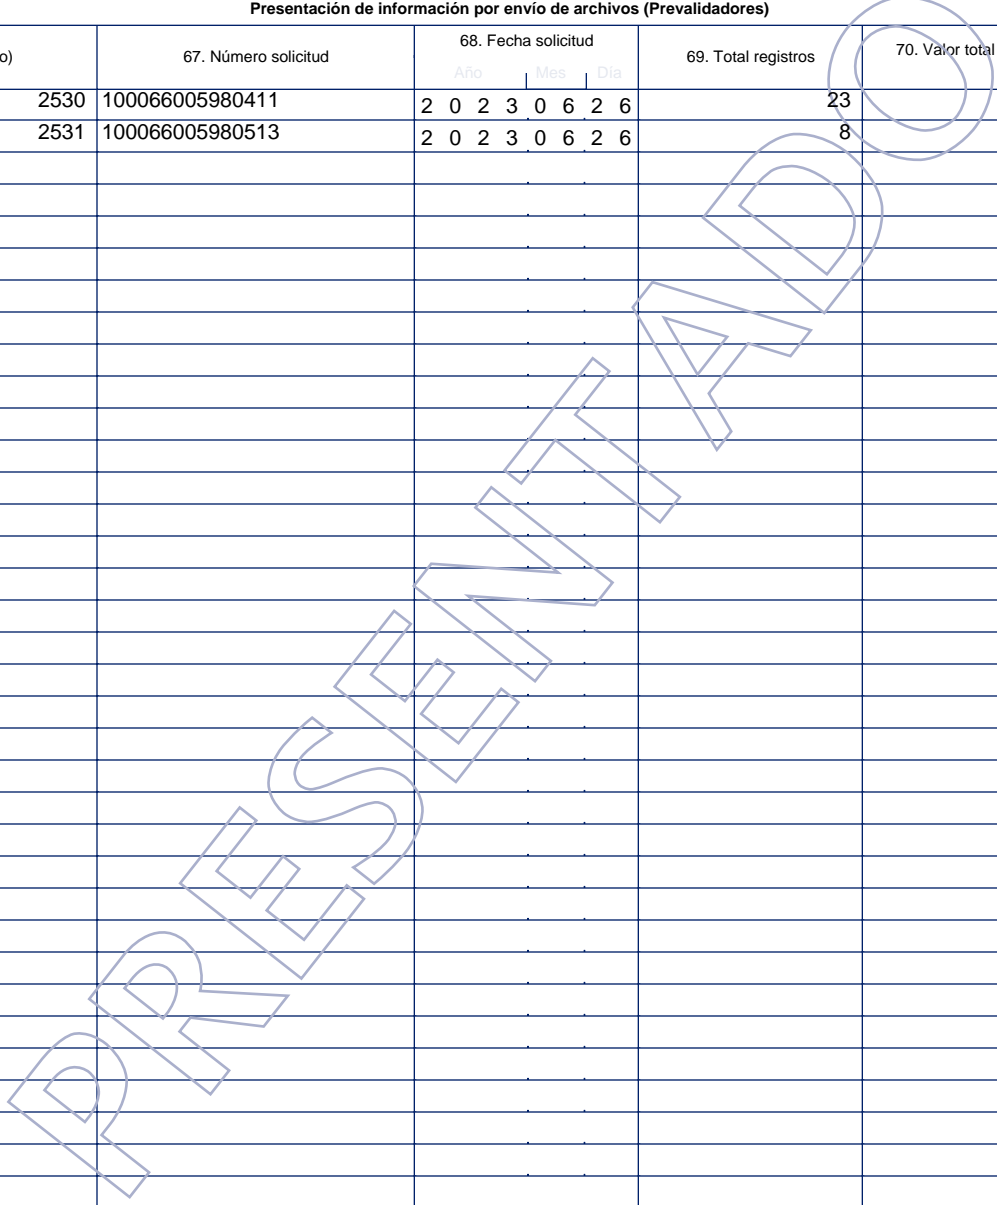 Presentación de información por envío de archivos (Prevalidadores)
o) 67. Número solicitud 68. Fecha solicitud 69. Total registros 70. Valor total
Año Mes Día
2530 100066005980411 2 0 2 3 0 6 2 6 23
2531 100066005980513 2 0 2 3 0 6 2 6 8
PRESENTADO